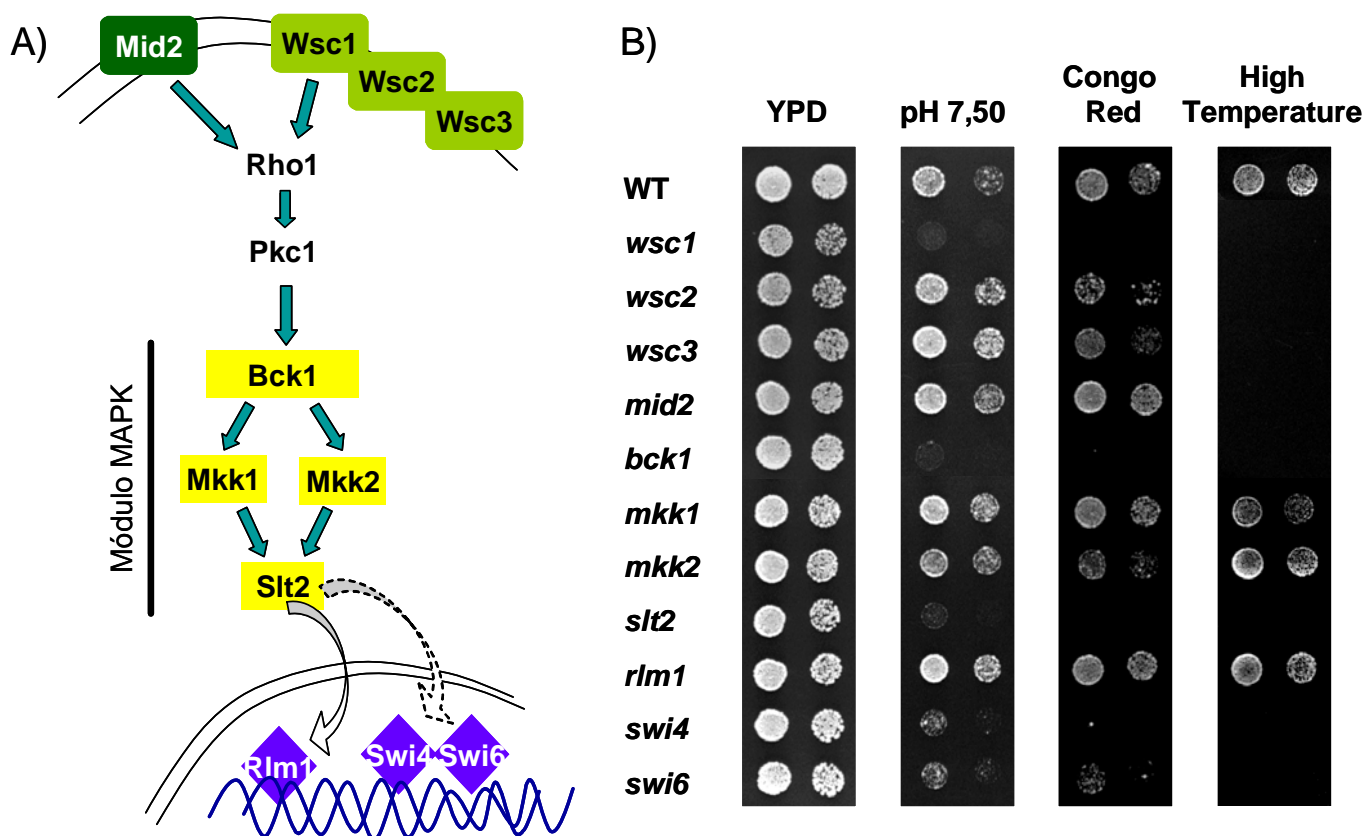 A)
Mid2
Wsc1
Wsc2
Wsc3
Rho1
Pkc1
Módulo MAPK
Bck1
Mkk1
Mkk2
Slt2
Rlm1
Swi4
Swi6
B)
YPD
pH 7,50
Congo
Red
High
Temperature
WT
wsc1
wsc2
wsc3
mid2
bck1
mkk1
mkk2
slt2
rlm1
swi4
swi6